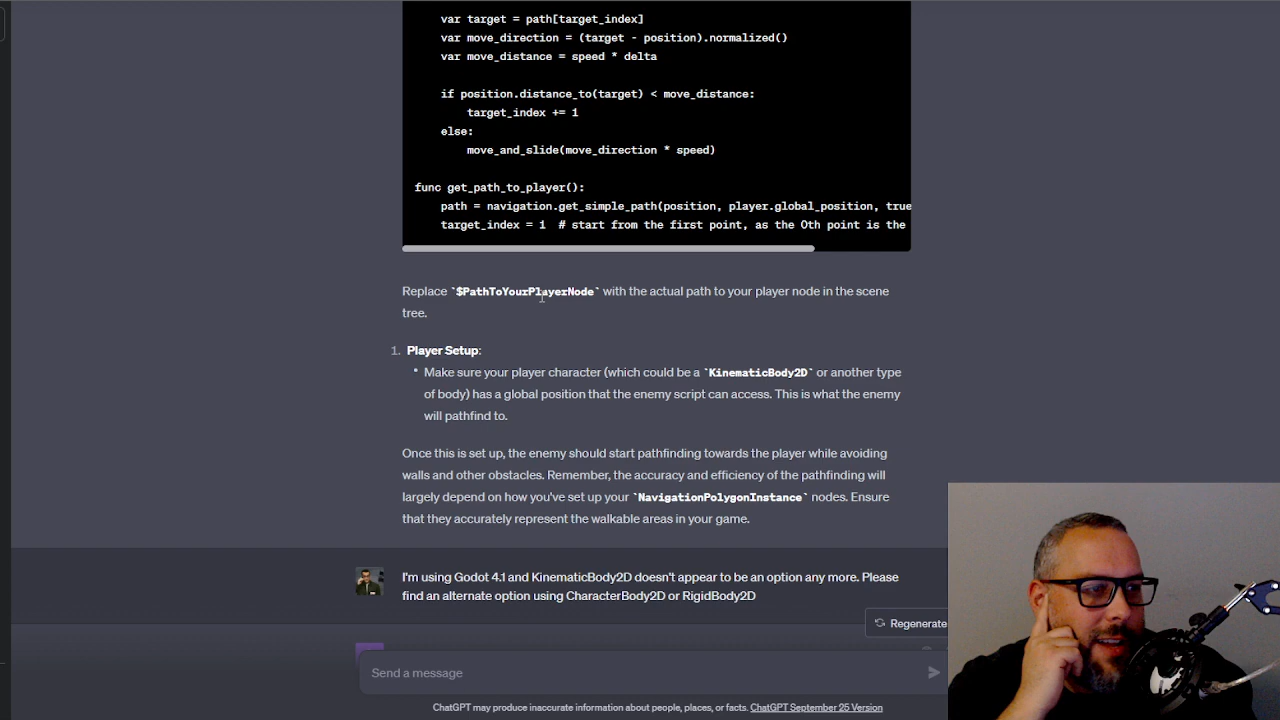 var target = path[target_index]
var move_direction = (target - position).normalized()
var move_distance = speed * delta
if position.distance_to(target) < move_distance:
target_index += 1
else:
move_and_slide(move_direction * speed)
func get_path_to_player():
path = navigation.get_simple_path(position, player.global_position, true
target_index = 1  # start from the first point, as the 0th point is the
Replace `$PathToYourPlayerNode` with the actual path to your player node in the scene
tree.
1. Player Setup:
• Make sure your player character (which could be a `KinematicBody2D` or another type
of body) has a global position that the enemy script can access. This is what the enemy
will pathfind to.
Once this is set up, the enemy should start pathfinding towards the player while avoiding
walls and other obstacles. Remember, the accuracy and efficiency of the pathfinding will
largely depend on how you've set up your `NavigationPolygonInstance` nodes. Ensure
that they accurately represent the walkable areas in your game.
I'm using Godot 4.1 and KinematicBody2D doesn't appear to be an option any more. Please
find an alternate option using CharacterBody2D or RigidBody2D
Regenerate
Send a message
ChatGPT may produce inaccurate information about people, places, or facts. ChatGPT September 25 Version